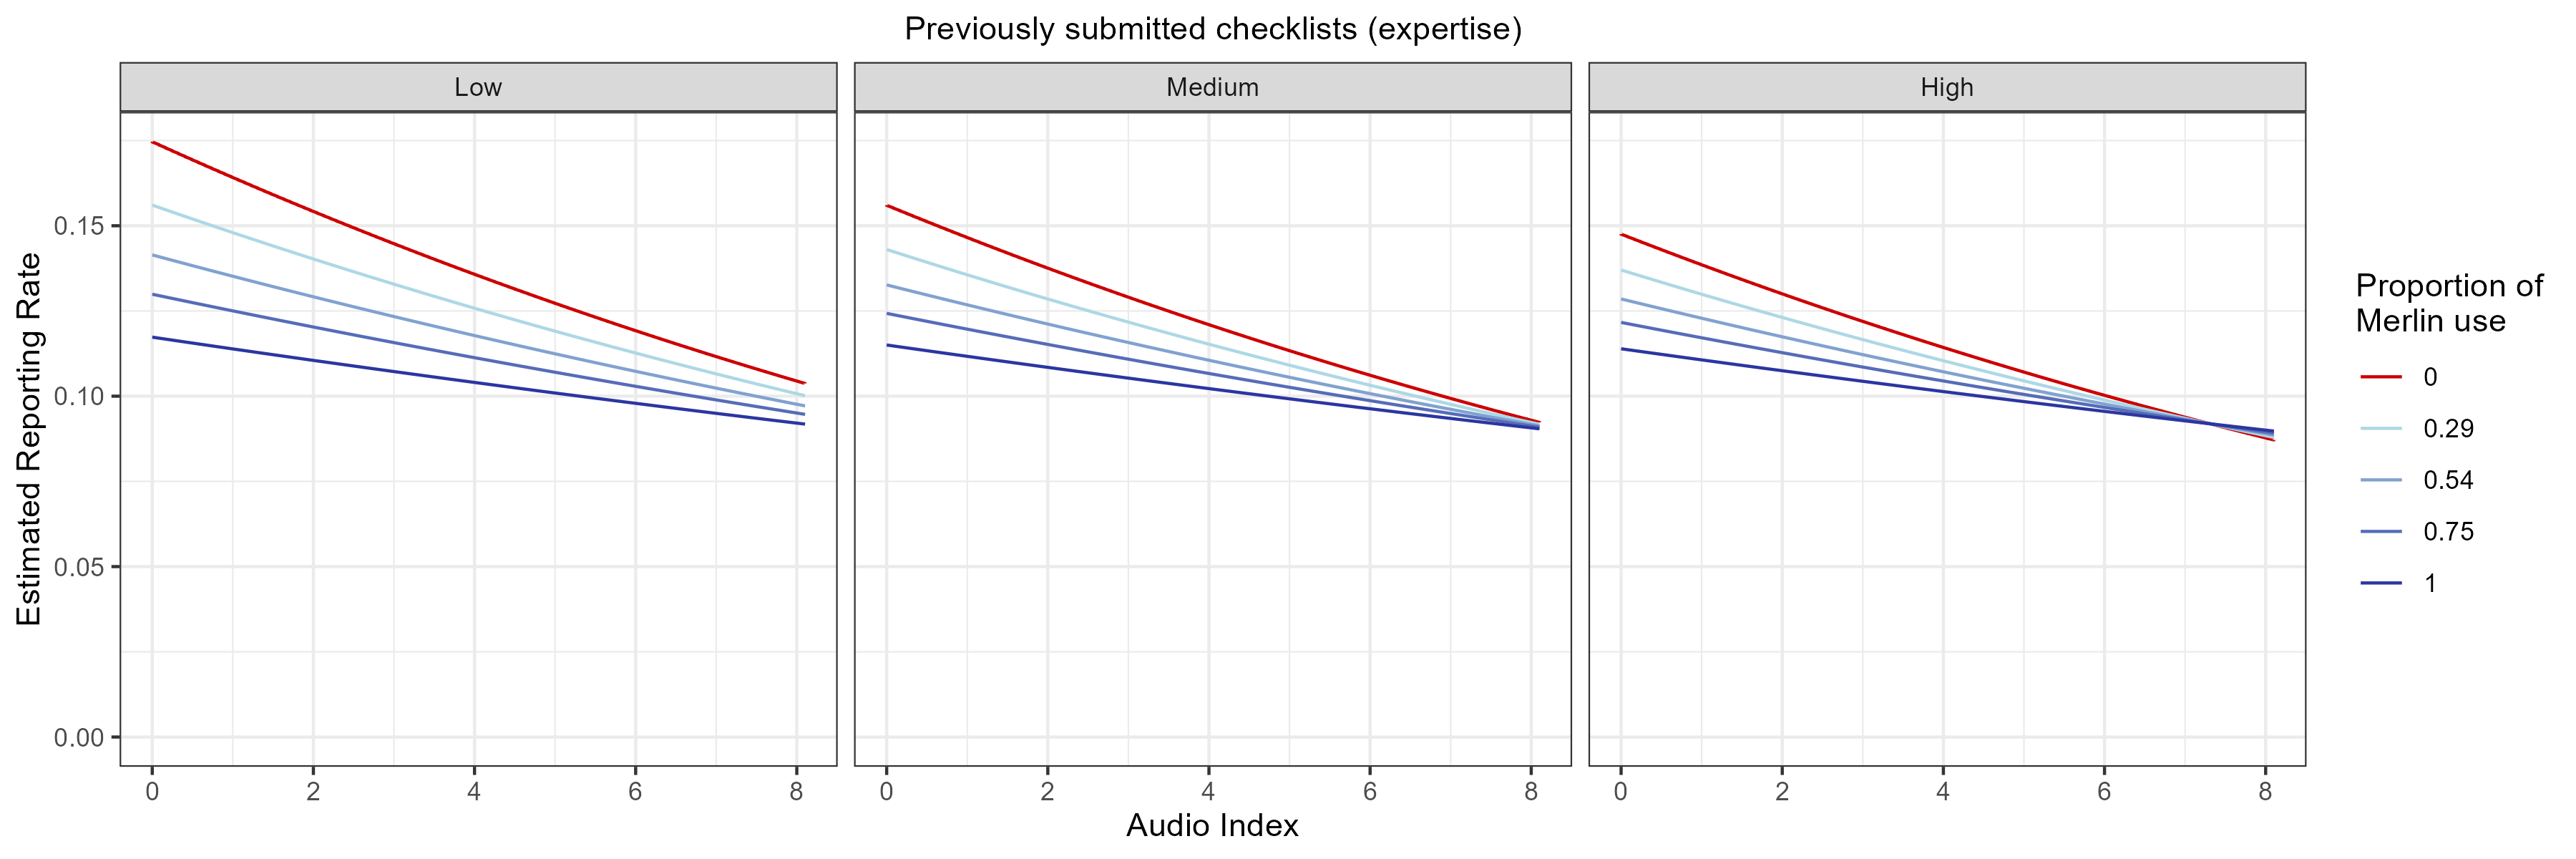 Previously submitted checklists (expertise)
Low
Medium
High
Estimated Reporting Rate
0.15
0.10
0.05
0.00
0 2 4 6 8
0 2 4 6 8
0 2 4 6 8
Audio Index
Proportion of
Merlin use
0
0.29
0.54
0.75
1